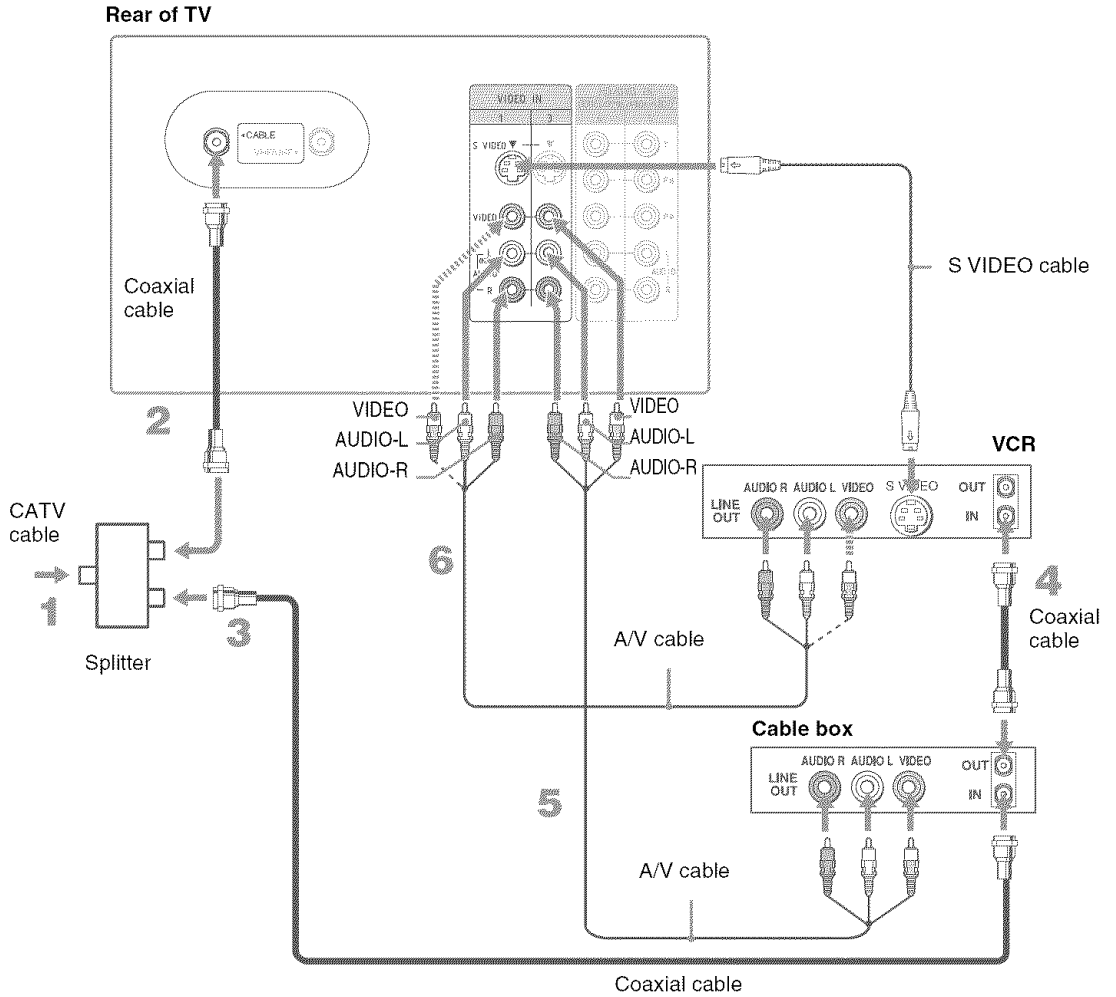 Rear of TV
VIDEO IN
1 3
CABLE
S VIDEO
VIDEO
L
AUDIO
R
AUDIO
Coaxial
cable
S VIDEO cable
2
VIDEO
AUDIO-L
AUDIO-R
VIDEO
AUDIO-L
AUDIO-R
VCR
AUDIO R AUDIO L VIDEO S VIDEO OUT
LINE
OUT
IN
CATV
cable
1
Splitter
3
6
4
Coaxial
cable
A/V cable
Cable box
AUDIO R AUDIO L VIDEO OUT
LINE
OUT
IN
5
A/V cable
Coaxial cable